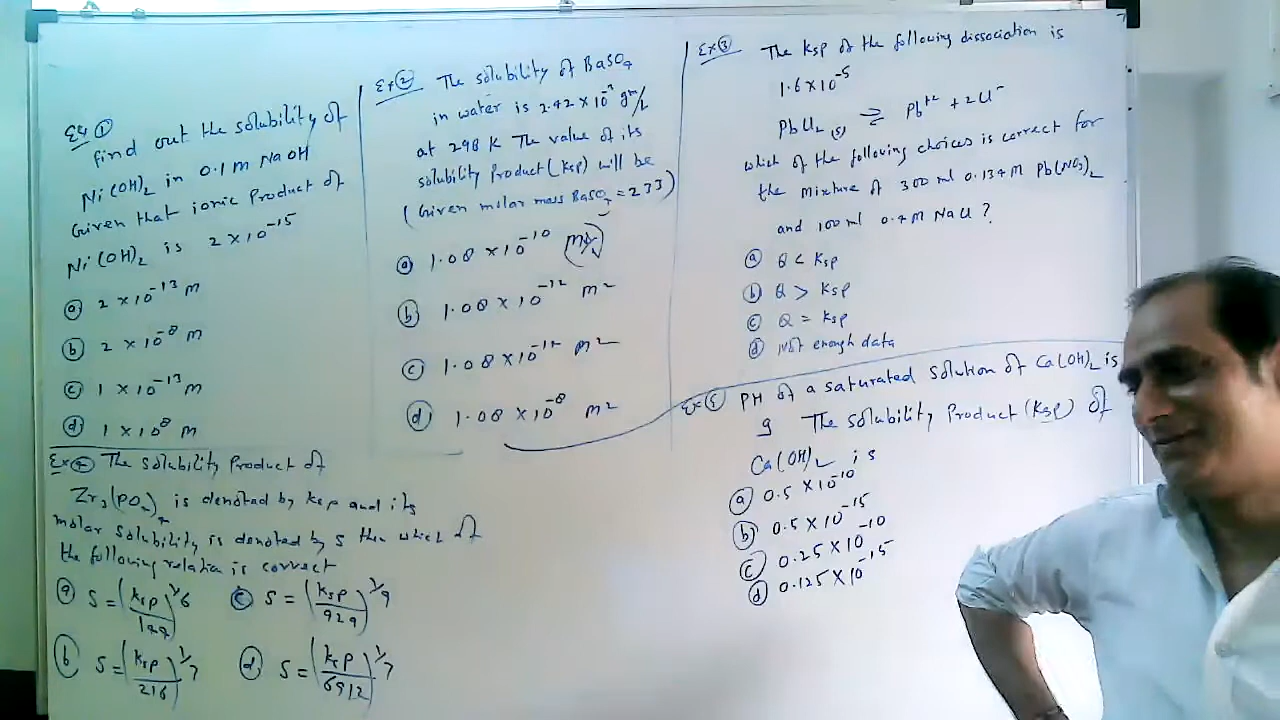 Ex ①
find out the solubility of
Ni(OH)₂ in 0.1 M NaOH
Given that ionic Product of
Ni(OH)₂ is 2 × 10⁻¹⁵
ⓐ 2 × 10⁻¹³ M
ⓑ 2 × 10⁻⁸ M
ⓒ 1 × 10⁻¹³ M
ⓓ 1 × 10⁸ M
Ex ② The solubility of BaSO₄
in water is 2.42 × 10⁻³ gm/L
at 298 K The value of its
solubility Product (Ksp) will be
(Given molar mass BaSO₄ = 233)
ⓐ 1.08 × 10⁻¹⁰
ⓑ 1.08 × 10⁻¹² M²
ⓒ 1.08 × 10⁻¹⁴ M²
ⓓ 1.08 × 10⁻⁸ M²
Ex ③ The Ksp of the following dissociation is
1.6 × 10⁻⁵
PbCl₂ (s) ⇌ Pb⁺² + 2Cl⁻
which of the following choices is correct for
the mixture of 300 ml 0.134 M Pb(NO₃)₂
and 100 ml 0.4 M NaCl ?
ⓐ Q < Ksp
ⓑ Q > Ksp
ⓒ Q = Ksp
ⓓ Not enough data
Ex ④ The solubility Product of
Zr₃(PO₄)₄ is denoted by Ksp and its
molar solubility is denoted by S then which of
the following relation is correct
ⓐ S = (Ksp/144)^1/6
ⓒ S = (Ksp/929)^1/9
ⓑ S = (Ksp/216)^1/7
ⓓ S = (Ksp/6912)^1/7
Ex ⑤ PH of a saturated solution of Ca(OH)₂ is
9 The solubility Product (Ksp) of
Ca(OH)₂ is
ⓐ 0.5 × 10⁻¹⁰
ⓑ 0.5 × 10⁻¹⁵
ⓒ 0.25 × 10⁻¹⁰
ⓓ 0.125 × 10⁻¹⁵